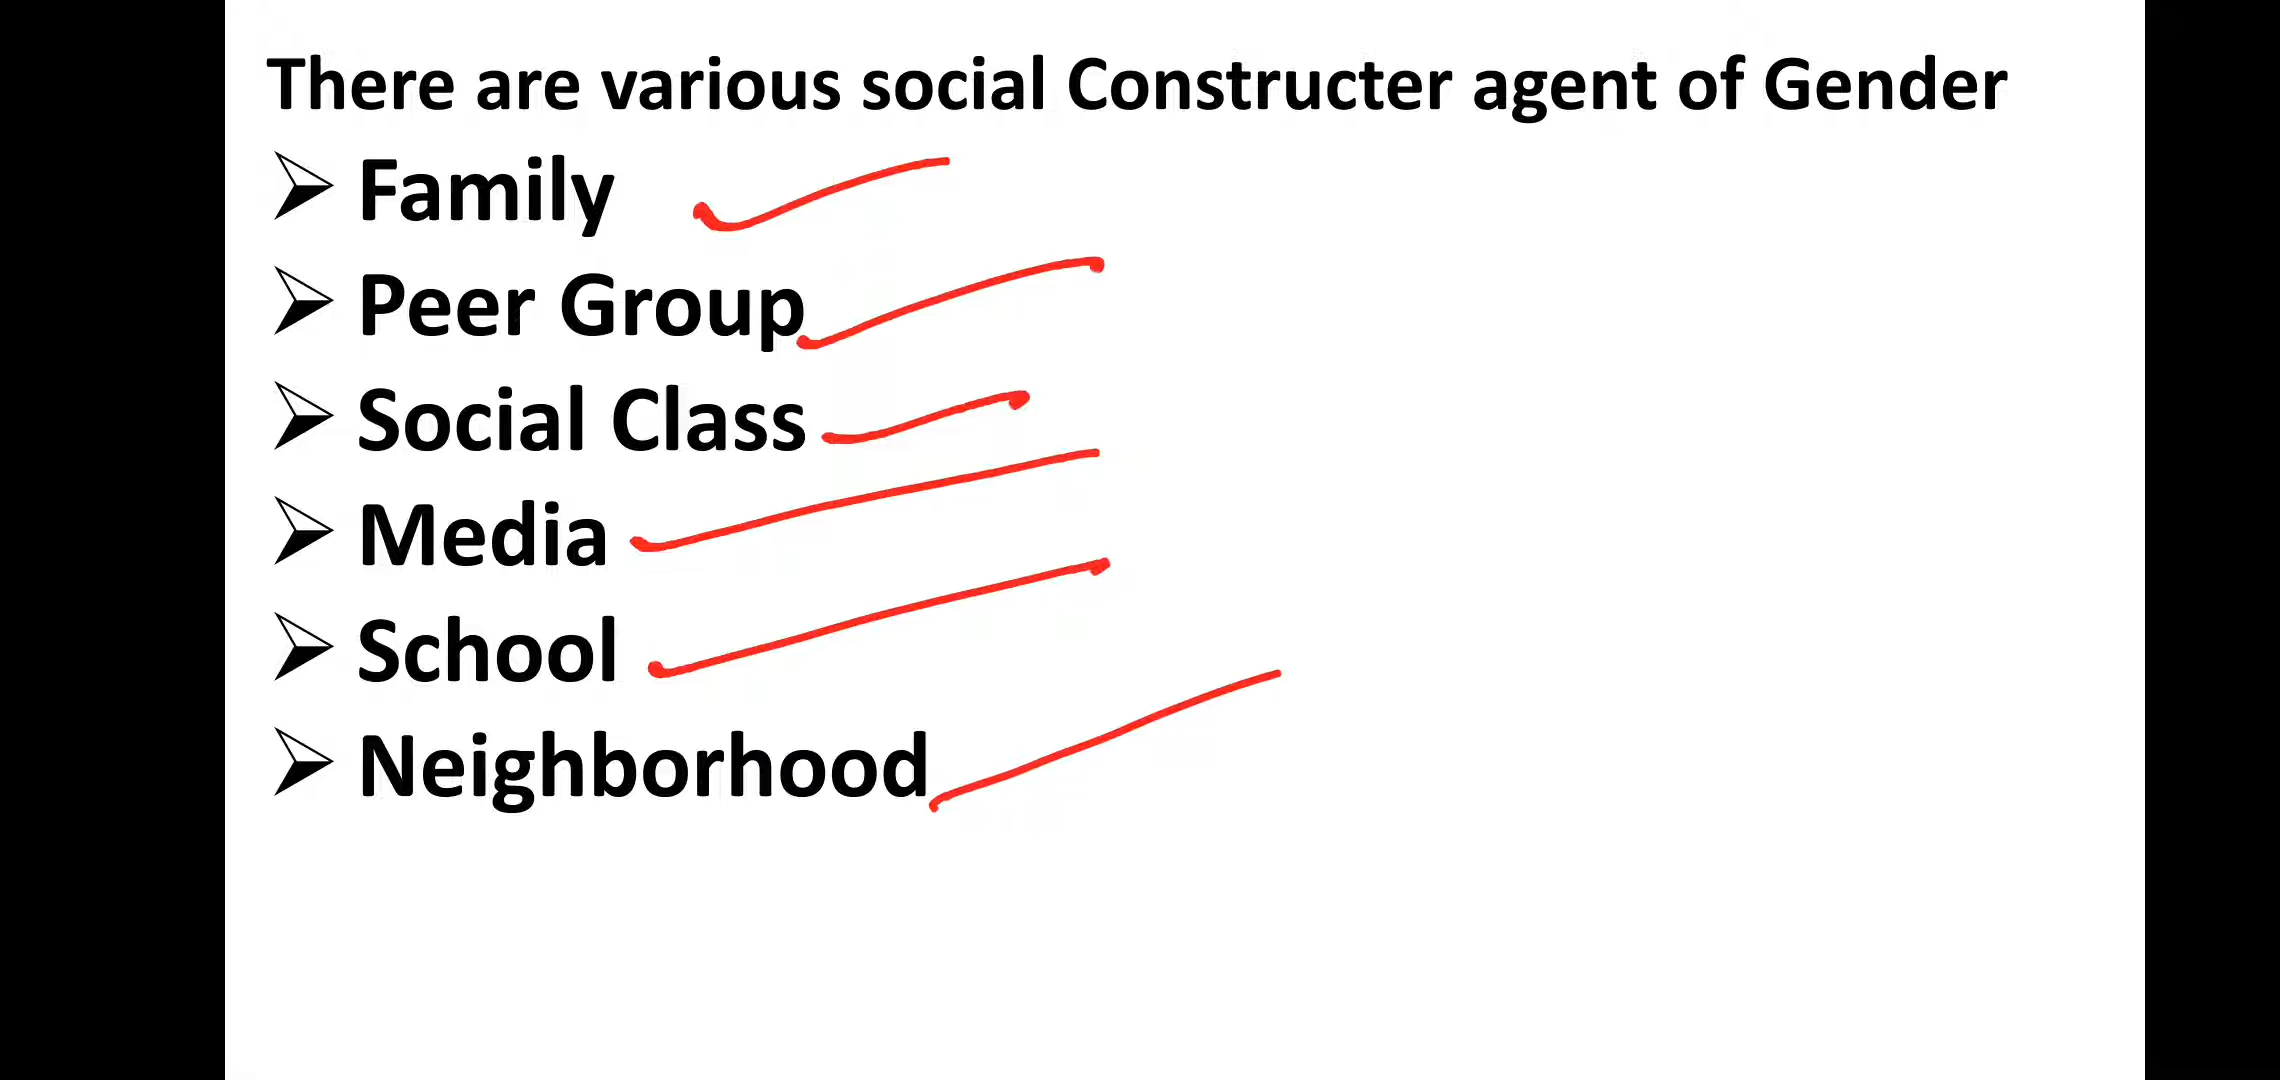 There are various social Constructer agent of Gender
➢ Family
➢ Peer Group
➢ Social Class
➢ Media
➢ School
➢ Neighborhood